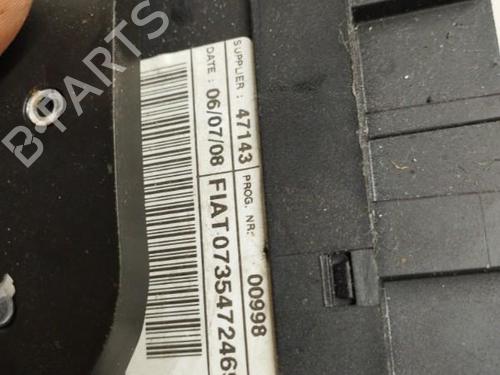 SUPPLIER : 47143 PROG. NR: 00998
DATE : 06/07/08
FIAT 0735472469
B-PARTS